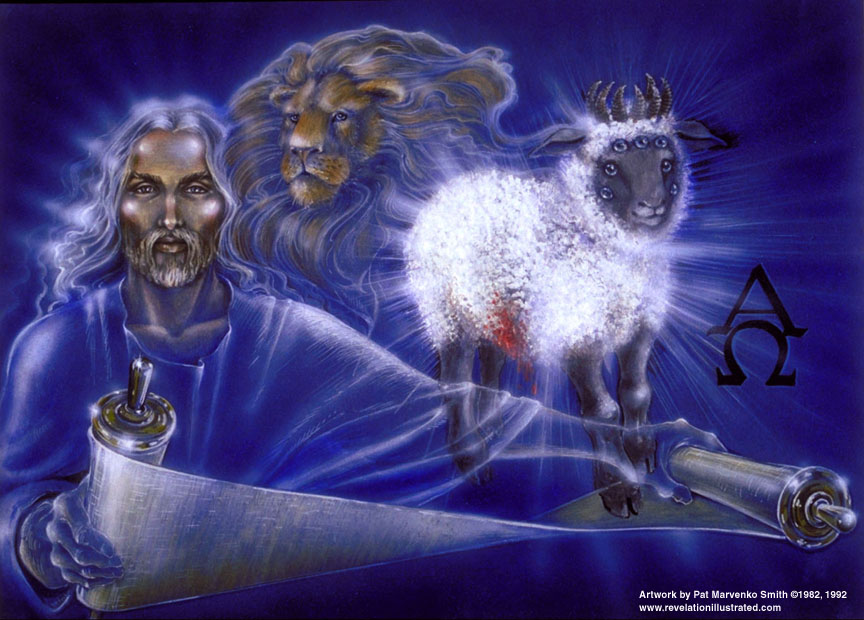 Α
Ω
Artwork by Pat Marvenko Smith ©1982, 1992
www.revelationillustrated.com